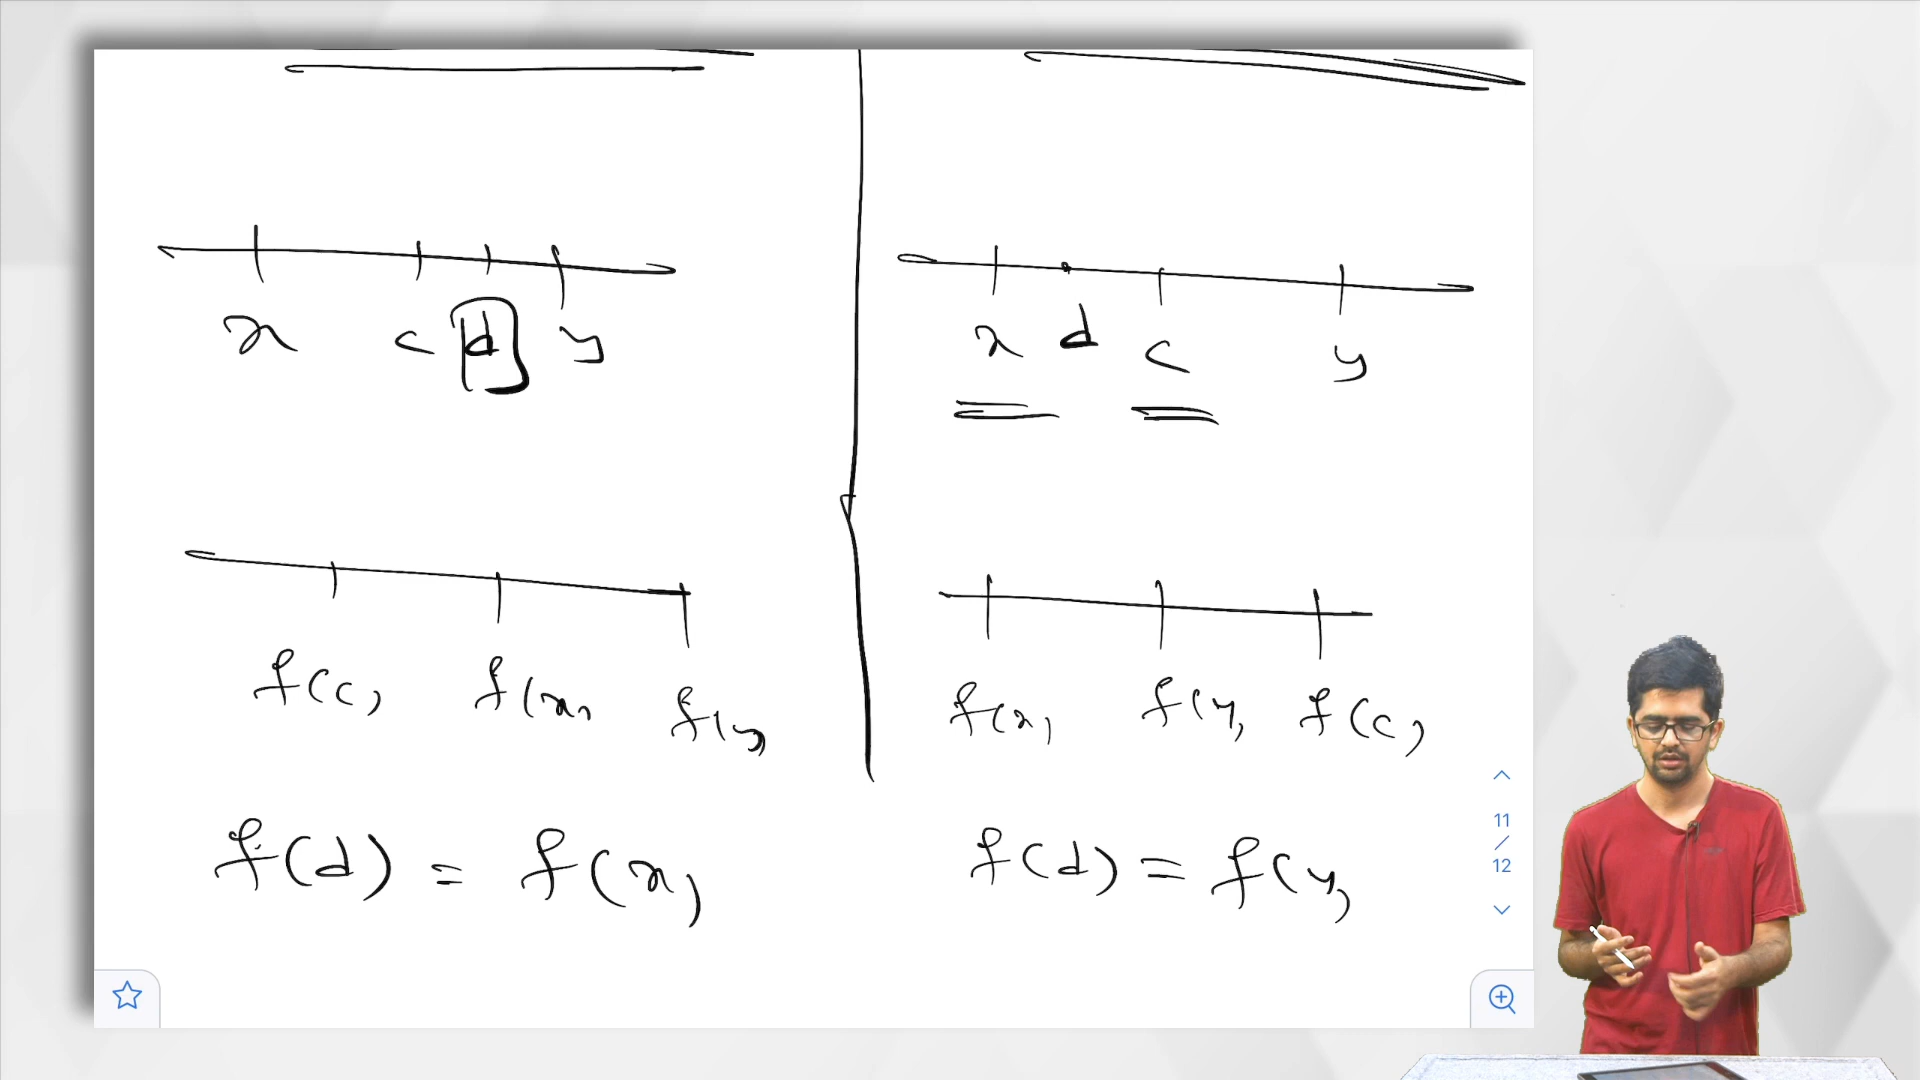 x c d y
f(c) f(x) f(y)
f(d) = f(x)
x d c y
f(x) f(y) f(c)
f(d) = f(y)
11
/
12